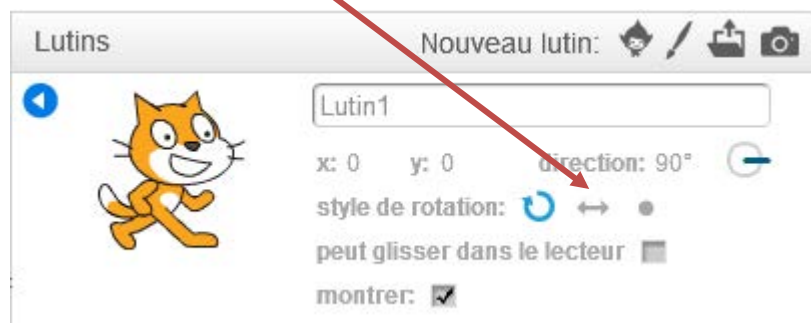 Lutins Nouveau lutin:
Lutin1
x: 0 y: 0 direction: 90°
style de rotation:
peut glisser dans le lecteur
montrer: